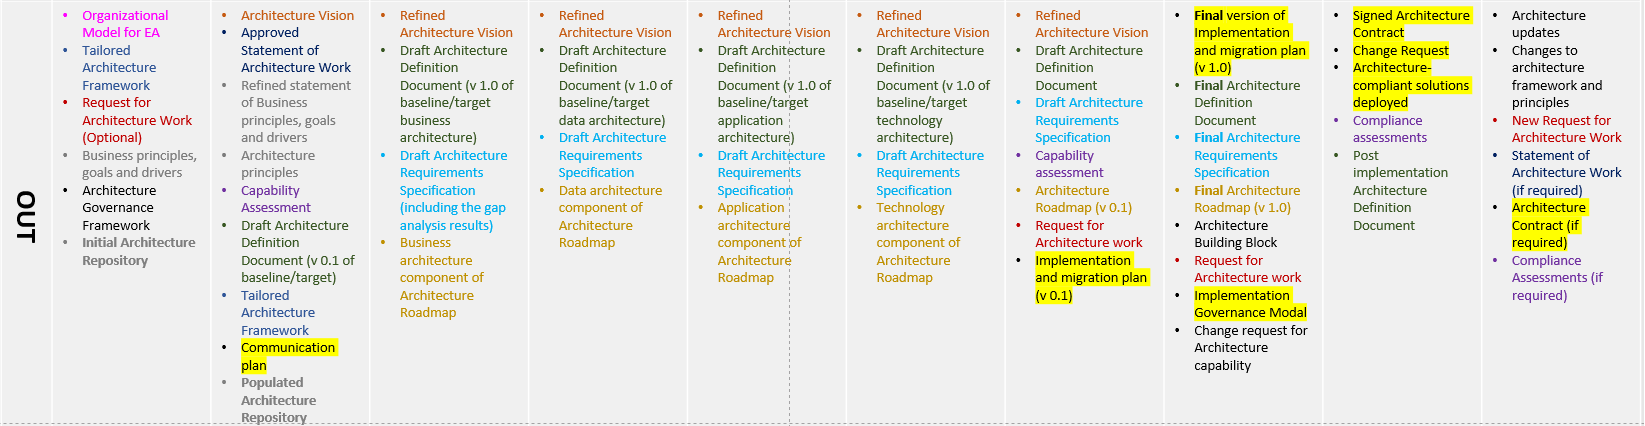 OUT
Organizational
Model for EA
Tailored
Architecture
Framework
Request for
Architecture Work
(Optional)
Business principles,
goals and drivers
Architecture
Governance
Framework
Initial Architecture
Repository
Architecture Vision
Approved
Statement of
Architecture Work
Refined statement
of Business
principles, goals
and drivers
Architecture
principles
Capability
Assessment
Draft Architecture
Definition
Document (v 0.1 of
baseline/target)
Tailored
Architecture
Framework
Communication
plan
Populated
Architecture
Repository
Refined
Architecture Vision
Draft Architecture
Definition
Document (v 1.0 of
baseline/target
business
architecture)
Draft Architecture
Requirements
Specification
(including the gap
analysis results)
Business
architecture
component of
Architecture
Roadmap
Refined
Architecture Vision
Draft Architecture
Definition
Document (v 1.0 of
baseline/target
data architecture)
Draft Architecture
Requirements
Specification
Data architecture
component of
Architecture
Roadmap
Refined
Architecture Vision
Draft Architecture
Definition
Document (v 1.0 of
baseline/target
application
architecture)
Draft Architecture
Requirements
Specification
Application
architecture
component of
Architecture
Roadmap
Refined
Architecture Vision
Draft Architecture
Definition
Document (v 1.0 of
baseline/target
technology
architecture)
Draft Architecture
Requirements
Specification
Technology
architecture
component of
Architecture
Roadmap
Refined
Architecture Vision
Draft Architecture
Definition
Document
Draft Architecture
Requirements
Specification
Capability
assessment
Architecture
Roadmap (v 0.1)
Request for
Architecture work
Implementation
and migration plan
(v 0.1)
Final version of
Implementation
and migration plan
(v 1.0)
Final Architecture
Definition
Document
Final Architecture
Requirements
Specification
Final Architecture
Roadmap (v 1.0)
Architecture
Building Block
Request for
Architecture work
Implementation
Governance Modal
Change request for
Architecture
capability
Signed Architecture
Contract
Change Request
Architecture-
compliant solutions
deployed
Compliance
assessments
Post
implementation
Architecture
Definition
Document
Architecture
updates
Changes to
architecture
framework and
principles
New Request for
Architecture Work
Statement of
Architecture Work
(if required)
Architecture
Contract (if
required)
Compliance
Assessments (if
required)